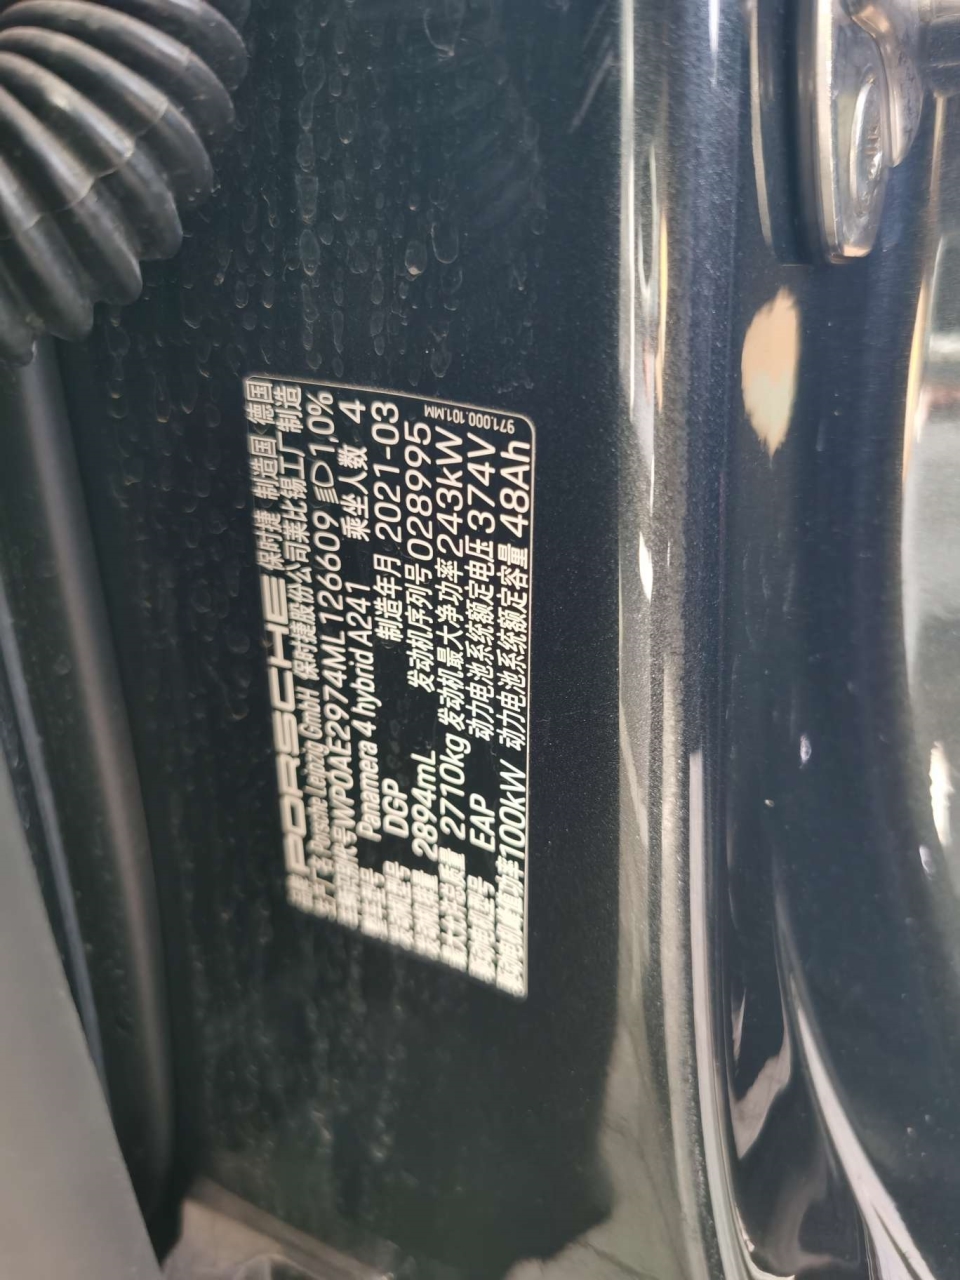 PORSCHE 保时捷 制造国 德国
Porsche Leipzig GmbH 保时捷股份公司莱比锡工厂制造
WP0AE2974ML126609 1,0%
Panamera 4 hybrid A241 乘坐人数 4
DGP 制造年月 2021-03
2894mL 发动机序列号 028995
2710kg 发动机最大净功率 243kW
EAP 动力电池系统额定电压 374V
100kW 动力电池系统额定容量 48Ah
971.000.101.MM